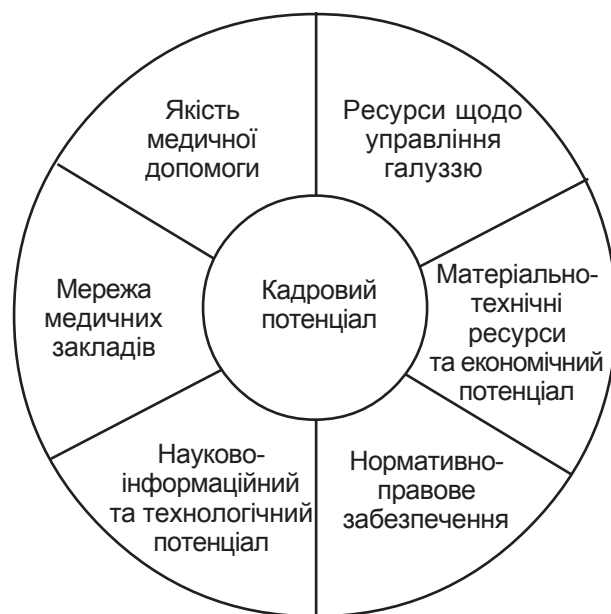 Якість
медичної
допомоги
Ресурси щодо
управління
галуззю
Мережа
медичних
закладів
Кадровий
потенціал
Матеріально-
технічні
ресурси
та економічний
потенціал
Науково-
інформаційний
та технологічний
потенціал
Нормативно-
правове
забезпечення